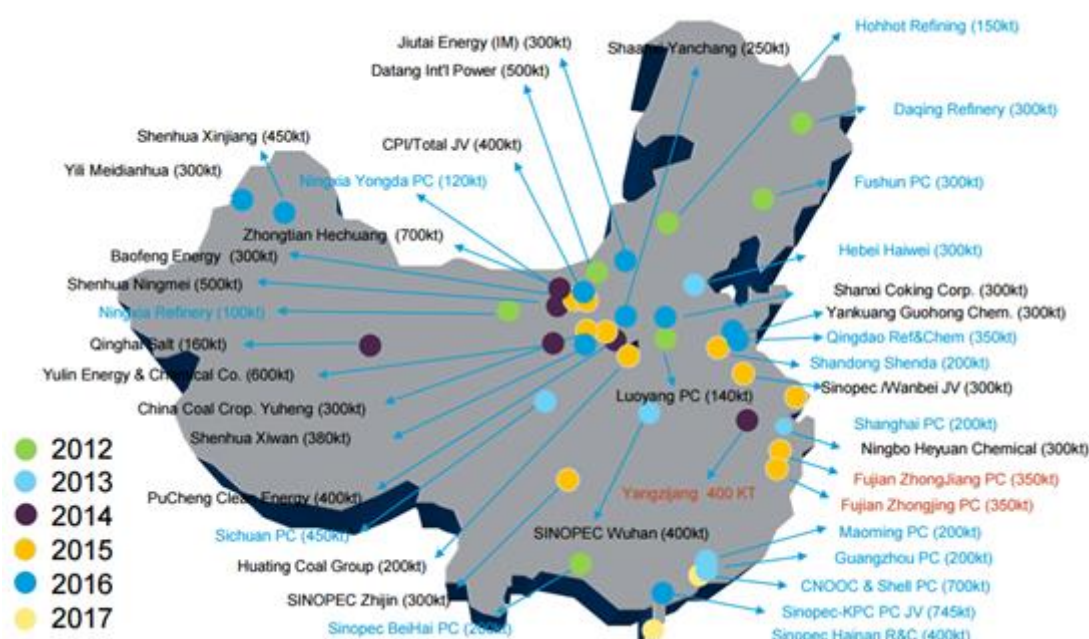 Jiutai Energy (IM) (300kt)
Shaanxi Yanchang (250kt)
Hohhot Refining (150kt)
Datang Int'l Power (500kt)
Daqing Refinery (300kt)
Shenhua Xinjiang (450kt)
CPI/Total JV (400kt)
Yili Meidianhua (300kt)
Ningxia Yongda PC (120kt)
Fushun PC (300kt)
Zhongtian Hechuang (700kt)
Baofeng Energy (300kt)
Hebei Haiwei (300kt)
Shenhua Ningmei (500kt)
Shanxi Coking Corp. (300kt)
Ningxia Refinery (100kt)
Yankuang Guohong Chem. (300kt)
Qinghai Salt (160kt)
Qingdao Ref&Chem (350kt)
Shandong Shenda (200kt)
Yulin Energy & Chemical Co. (600kt)
Sinopec /Wanbei JV (300kt)
Luoyang PC (140kt)
China Coal Crop. Yuheng (300kt)
Shanghai PC (200kt)
Shenhua Xiwan (380kt)
Ningbo Heyuan Chemical (300kt)
2012
2013
2014
2015
2016
2017
Fujian ZhongJiang PC (350kt)
PuCheng Clean Energy (400kt)
Yangzijang 400 KT
Fujian Zhongjing PC (350kt)
Sichuan PC (450kt)
SINOPEC Wuhan (400kt)
Maoming PC (200kt)
Huating Coal Group (200kt)
Guangzhou PC (200kt)
CNOOC & Shell PC (700kt)
SINOPEC Zhijin (300kt)
Sinopec-KPC PC JV (745kt)
Sinopec BeiHai PC (200kt)
Sinopec Hainan R&C (400kt)